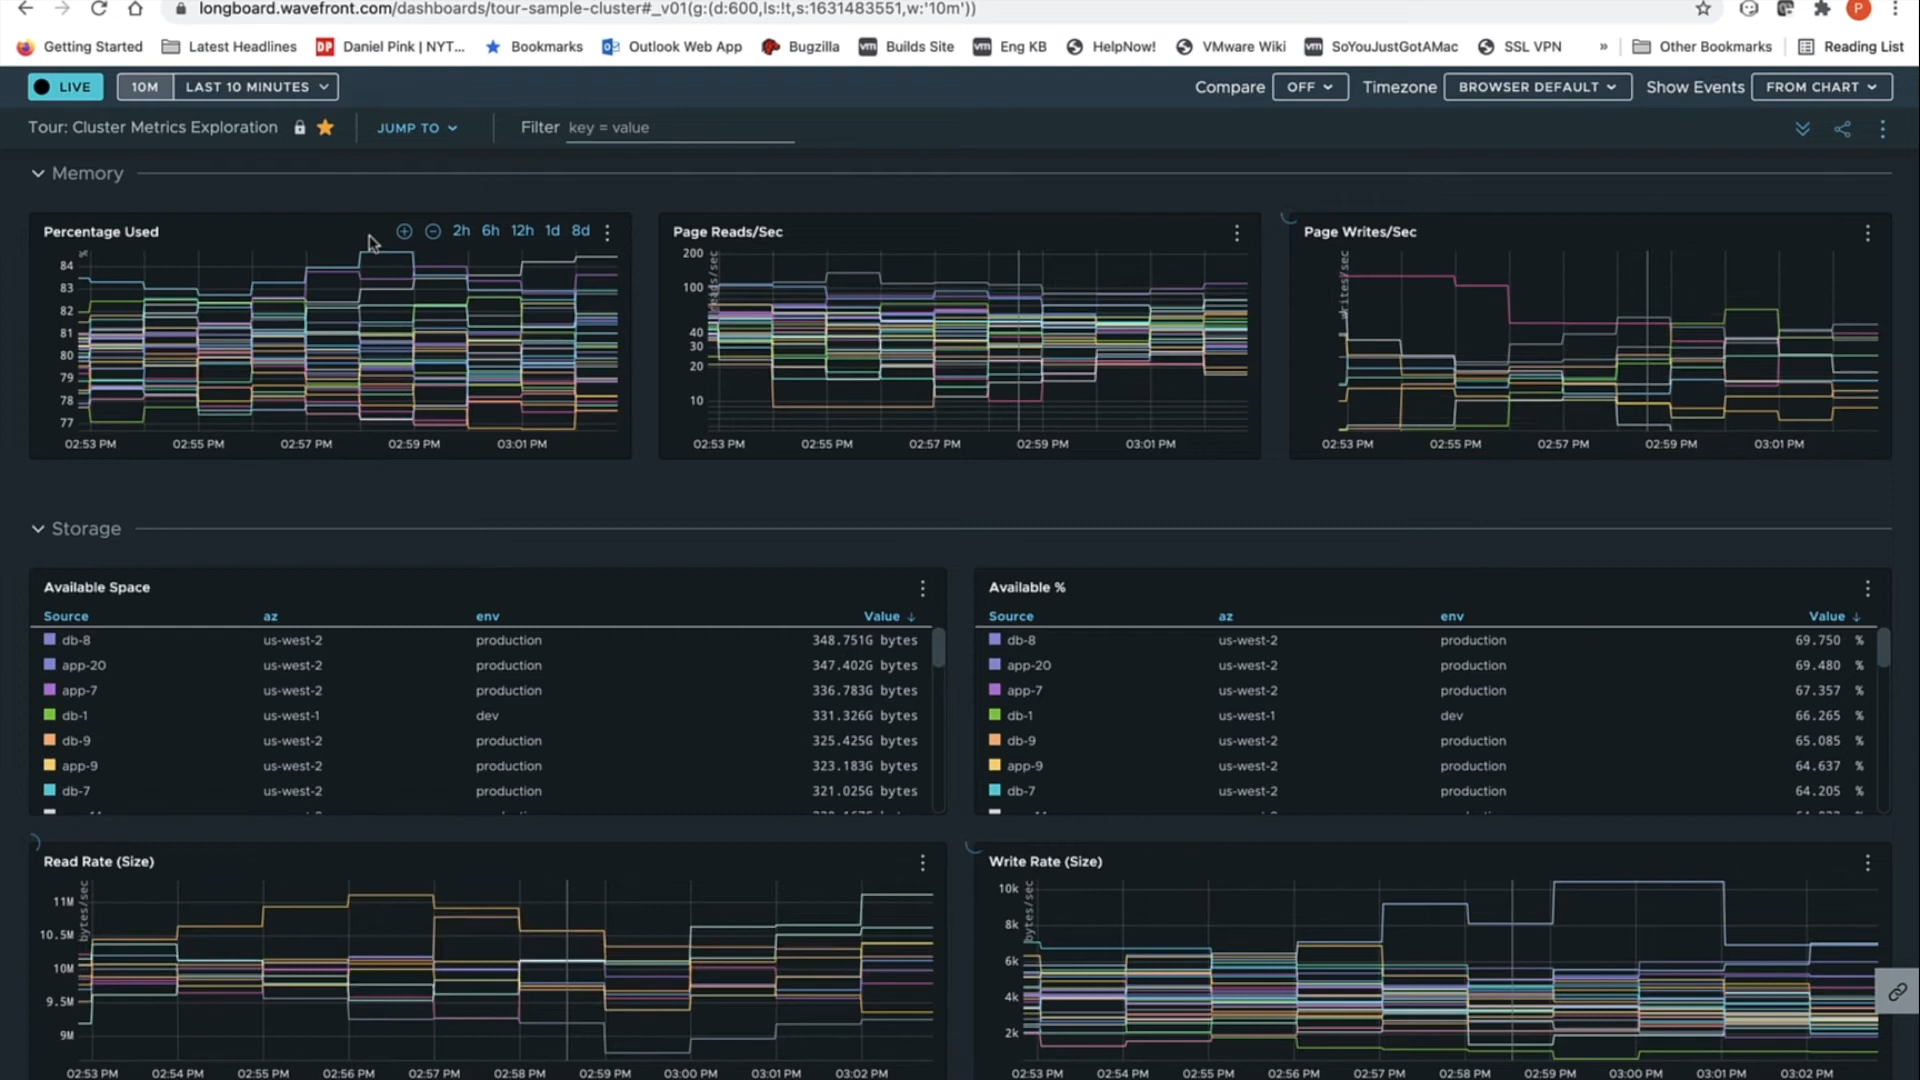 longboard.wavefront.com/dashboards/tour-sample-cluster#_v01(g:(d:600,ls:!t,s:1631483551,w:'10m'))
P
Getting Started Latest Headlines DP Daniel Pink | NYT... Bookmarks Outlook Web App Bugzilla vm Builds Site vm Eng KB HelpNow! VMware Wiki vm SoYouJustGotAMac SSL VPN » Other Bookmarks Reading List
LIVE 10M LAST 10 MINUTES Compare OFF Timezone BROWSER DEFAULT Show Events FROM CHART
Tour: Cluster Metrics Exploration JUMP TO Filter key = value
Memory
Percentage Used 2h 6h 12h 1d 8d
%
84
83
82
81
80
79
78
77
02:53 PM 02:55 PM 02:57 PM 02:59 PM 03:01 PM
Page Reads/Sec
200
100
40
30
20
10
02:53 PM 02:55 PM 02:57 PM 02:59 PM 03:01 PM
Page Writes/Sec
writes/sec
02:53 PM 02:55 PM 02:57 PM 02:59 PM 03:01 PM
Storage
Available Space
Source az env Value ↓
db-8 us-west-2 production 348.751G bytes
app-20 us-west-2 production 347.402G bytes
app-7 us-west-2 production 336.783G bytes
db-1 us-west-1 dev 331.326G bytes
db-9 us-west-2 production 325.425G bytes
app-9 us-west-2 production 323.183G bytes
db-7 us-west-2 production 321.025G bytes
Available %
Source az env Value ↓
db-8 us-west-2 production 69.750 %
app-20 us-west-2 production 69.480 %
app-7 us-west-2 production 67.357 %
db-1 us-west-1 dev 66.265 %
db-9 us-west-2 production 65.085 %
app-9 us-west-2 production 64.637 %
db-7 us-west-2 production 64.205 %
Read Rate (Size)
bytes/sec
11M
10.5M
10M
9.5M
9M
02:53 PM 02:54 PM 02:55 PM 02:56 PM 02:57 PM 02:58 PM 02:59 PM 03:00 PM 03:01 PM 03:02 PM
Write Rate (Size)
bytes/sec
10k
8k
6k
4k
2k
02:53 PM 02:54 PM 02:55 PM 02:56 PM 02:57 PM 02:58 PM 02:59 PM 03:00 PM 03:01 PM 03:02 PM